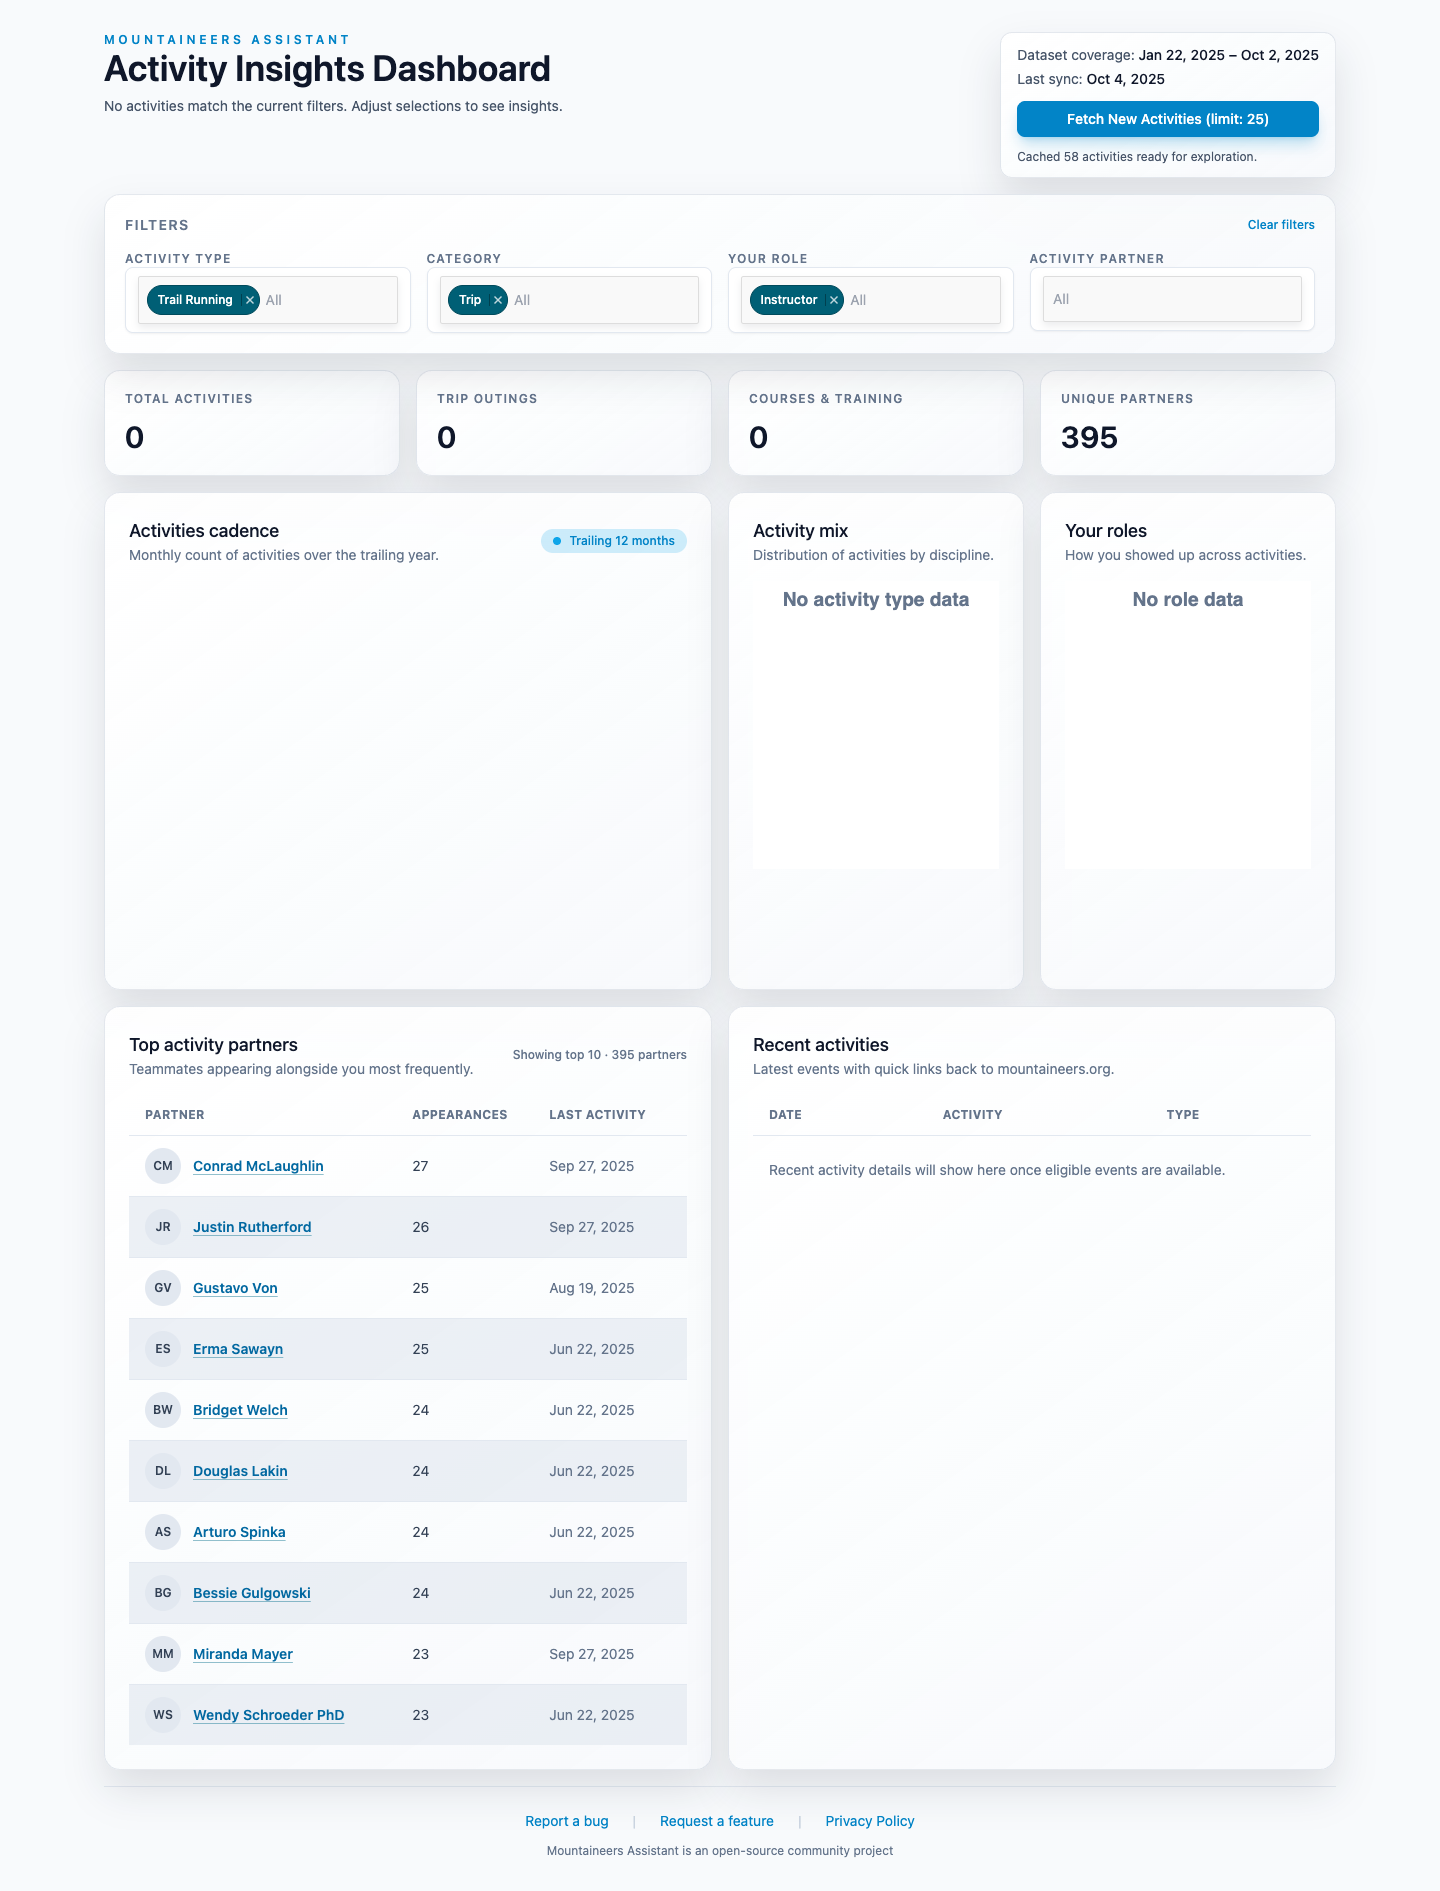 MOUNTAINEERS ASSISTANT
Activity Insights Dashboard
No activities match the current filters. Adjust selections to see insights.
Dataset coverage: Jan 22, 2025 – Oct 2, 2025
Last sync: Oct 4, 2025
Fetch New Activities (limit: 25)
Cached 58 activities ready for exploration.
FILTERS
Clear filters
ACTIVITY TYPE
Trail Running × All
CATEGORY
Trip × All
YOUR ROLE
Instructor × All
ACTIVITY PARTNER
All
TOTAL ACTIVITIES
0
TRIP OUTINGS
0
COURSES & TRAINING
0
UNIQUE PARTNERS
395
Activities cadence
Monthly count of activities over the trailing year.
Trailing 12 months
Activity mix
Distribution of activities by discipline.
No activity type data
Your roles
How you showed up across activities.
No role data
Top activity partners
Teammates appearing alongside you most frequently.
Showing top 10 · 395 partners
PARTNER APPEARANCES LAST ACTIVITY
CM Conrad McLaughlin 27 Sep 27, 2025
JR Justin Rutherford 26 Sep 27, 2025
GV Gustavo Von 25 Aug 19, 2025
ES Erma Sawayn 25 Jun 22, 2025
BW Bridget Welch 24 Jun 22, 2025
DL Douglas Lakin 24 Jun 22, 2025
AS Arturo Spinka 24 Jun 22, 2025
BG Bessie Gulgowski 24 Jun 22, 2025
MM Miranda Mayer 23 Sep 27, 2025
WS Wendy Schroeder PhD 23 Jun 22, 2025
Recent activities
Latest events with quick links back to mountaineers.org.
DATE ACTIVITY TYPE
Recent activity details will show here once eligible events are available.
Report a bug | Request a feature | Privacy Policy
Mountaineers Assistant is an open-source community project